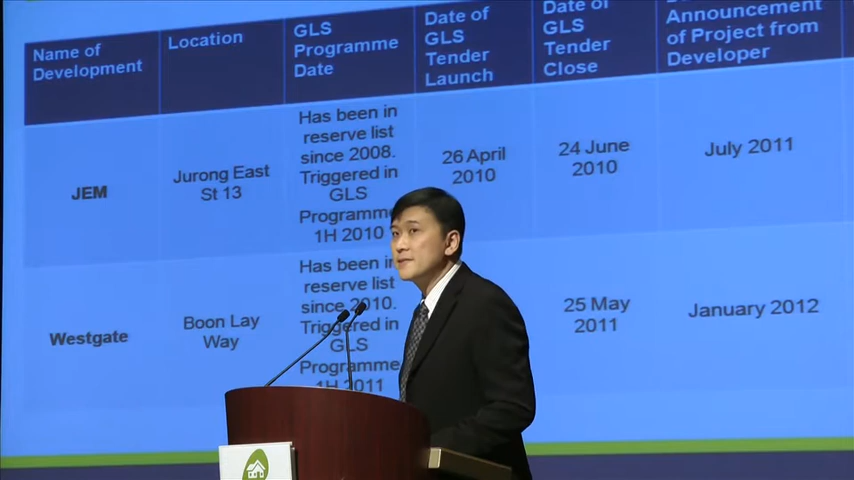 Name of
Development
Location
GLS
Programme
Date
Date of
GLS
Tender
Launch
Date of
GLS
Tender
Close
Announcement
of Project from
Developer
JEM
Jurong East
St 13
Has been in
reserve list
since 2008.
Triggered in
GLS
Programme
1H 2010
26 April
2010
24 June
2010
July 2011
Westgate
Boon Lay
Way
Has been in
reserve list
since 2010.
Triggered in
GLS
Programme
1H 2011
25 May
2011
January 2012